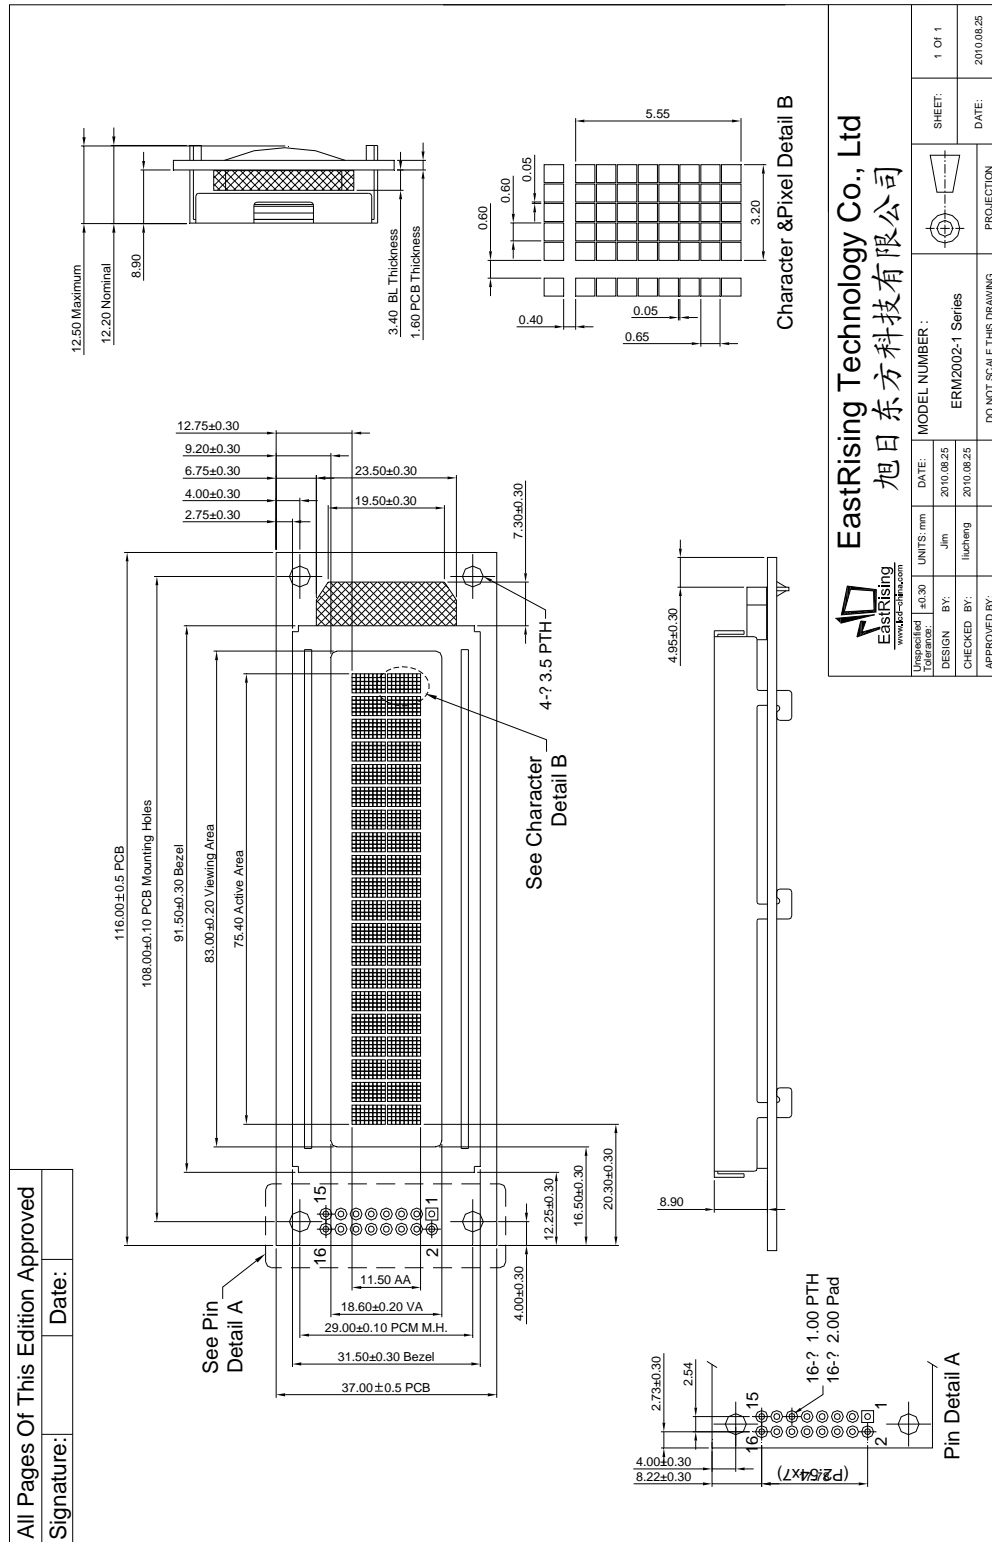 All Pages Of This Edition Approved
Signature:
Date:
116.00±0.5 PCB
108.00±0.10 PCB Mounting Holes
91.50±0.30 Bezel
83.00±0.20 Viewing Area
75.40 Active Area
12.75±0.30
9.20±0.30
6.75±0.30
4.00±0.30
2.75±0.30
23.50±0.30
19.50±0.30
7.30±0.30
4-? 3.5 PTH
See Character
Detail B
See Pin
Detail A
16
15
2
1
11.50 AA
18.60±0.20 VA
29.00±0.10 PCM M.H.
31.50±0.30 Bezel
37.00±0.5 PCB
4.00±0.30
12.25±0.30
16.50±0.30
20.30±0.30
12.50 Maximum
12.20 Nominal
8.90
3.40 BL Thickness
1.60 PCB Thickness
0.60
0.60
0.05
5.55
3.20
0.40
0.05
0.65
Character &Pixel Detail B
8.90
4.95±0.30
2.73±0.30
2.54
16
15
2
1
16-? 1.00 PTH
16-? 2.00 Pad
4.00±0.30
8.22±0.30
(P2.54x7)
Pin Detail A
EastRising
www.lcd-china.com
EastRising Technology Co., Ltd
旭日东方科技有限公司
Unspecified
Tolerance:
±0.30
UNITS: mm
DATE:
MODEL NUMBER :
SHEET:
1 Of 1
DESIGN BY:
Jim
2010.08.25
ERM2002-1 Series
CHECKED BY:
liucheng
2010.08.25
DATE:
2010.08.25
APPROVED BY:
DO NOT SCALE THIS DRAWING
PROJECTION